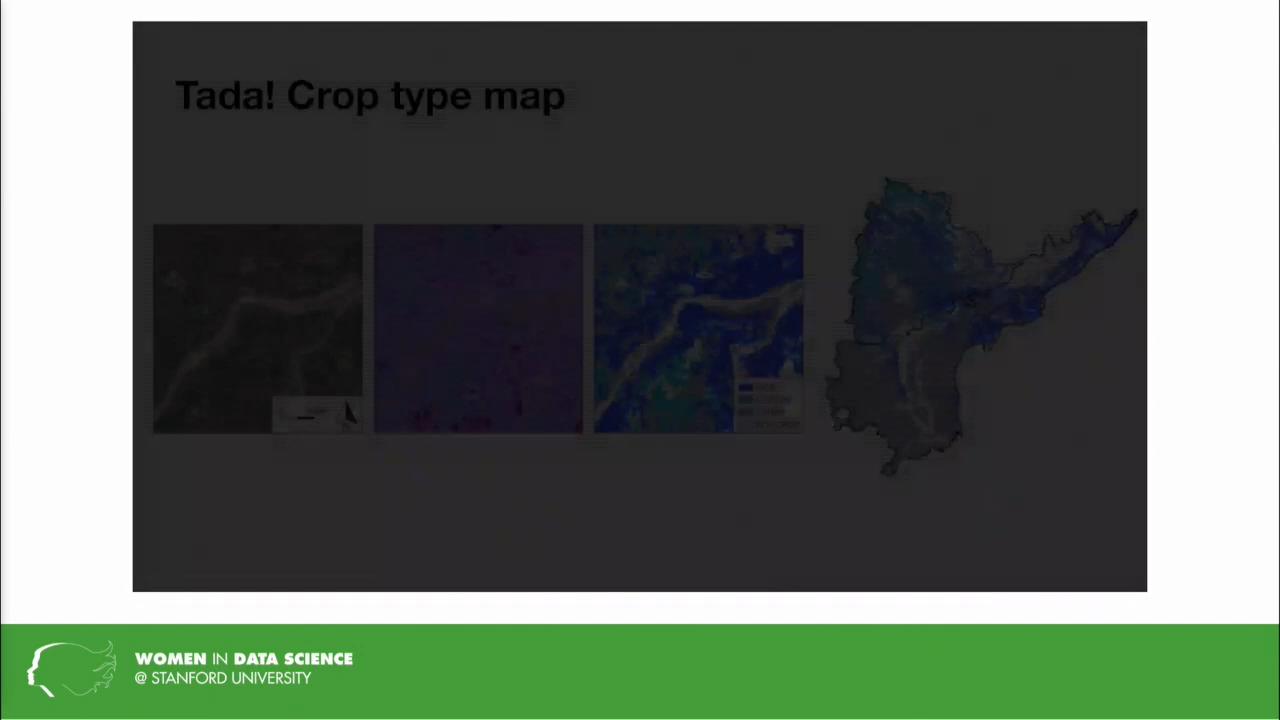 Tada! Crop type map
WOMEN IN DATA SCIENCE
@ STANFORD UNIVERSITY